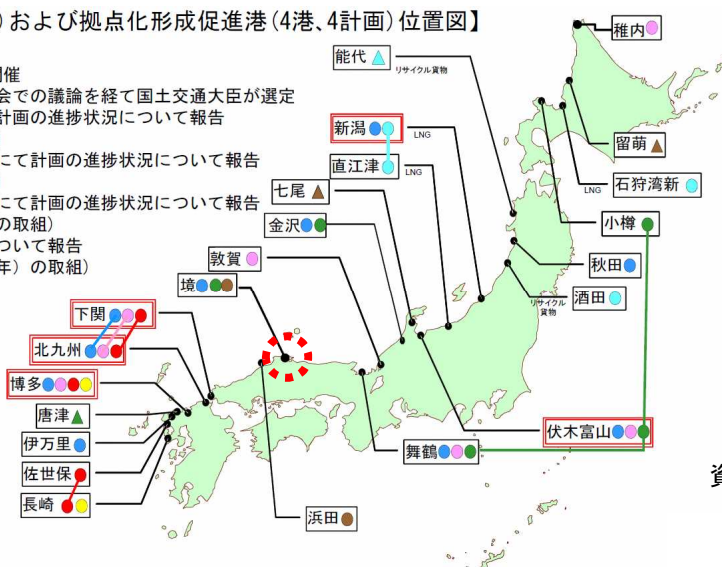 )および拠点化形成促進港(4港、4計画)位置図】
開催
会での議論を経て国土交通大臣が選定
計画の進捗状況について報告
にて計画の進捗状況について報告
にて計画の進捗状況について報告
の取組)
ついて報告
年)の取組)
稚内
能代
リサイクル貨物
新潟
LNG
留萌
直江津
LNG
石狩湾新
LNG
七尾
金沢
小樽
敦賀
秋田
境
酒田
リサイクル
貨物
下関
北九州
博多
唐津
伊万里
伏木富山
舞鶴
佐世保
長崎
浜田
資